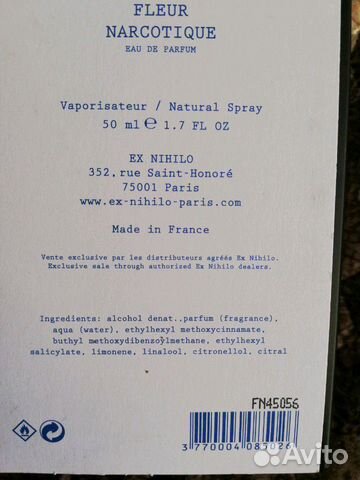 FLEUR
NARCOTIQUE
EAU DE PARFUM
Vaporisateur / Natural Spray
50 ml ℮ 1.7 FL OZ
EX NIHILO
352, rue Saint-Honoré
75001 Paris
www.ex-nihilo-paris.com
Made in France
Vente exclusive par les distributeurs agréés Ex Nihilo.
Exclusive sale through authorized Ex Nihilo dealers.
Ingredients: alcohol denat..parfum (fragrance),
aqua (water), ethylhexyl methoxycinnamate,
buthyl methoxydibenzoylmethane, ethylhexyl
salicylate, limonene, linalool, citronellol, citral
FN45056
3 770004 085026
Avito